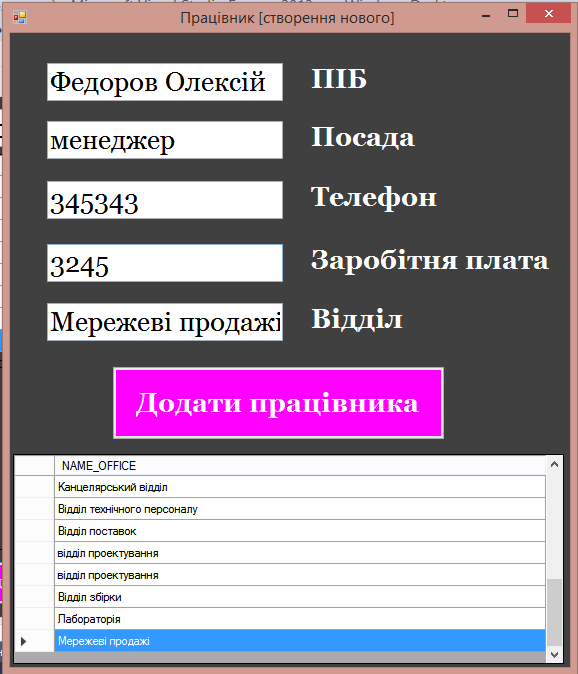 Працівник [створення нового]
Федоров Олексій ПІБ
менеджер Посада
345343 Телефон
3245 Заробітня плата
Мережеві продажі Відділ
Додати працівника
NAME_OFFICE
Канцелярський відділ
Відділ технічного персоналу
Відділ поставок
відділ проектування
відділ проектування
Відділ збірки
Лабораторія
Мережеві продажі